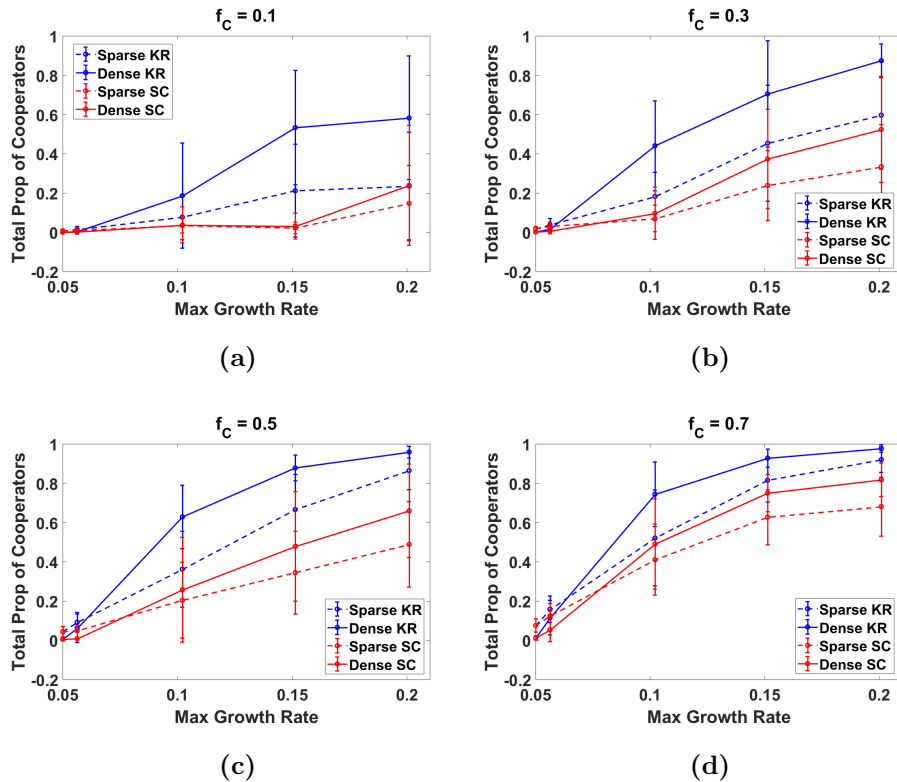 f_C = 0.1
Total Prop of Cooperators
1
0.8
0.6
0.4
0.2
0
-0.2
Sparse KR
Dense KR
Sparse SC
Dense SC
0.05
0.1
0.15
0.2
Max Growth Rate
(a)
f_C = 0.3
Total Prop of Cooperators
1
0.8
0.6
0.4
0.2
0
-0.2
Sparse KR
Dense KR
Sparse SC
Dense SC
0.05
0.1
0.15
0.2
Max Growth Rate
(b)
f_C = 0.5
Total Prop of Cooperators
1
0.8
0.6
0.4
0.2
0
-0.2
Sparse KR
Dense KR
Sparse SC
Dense SC
0.05
0.1
0.15
0.2
Max Growth Rate
(c)
f_C = 0.7
Total Prop of Cooperators
1
0.8
0.6
0.4
0.2
0
-0.2
Sparse KR
Dense KR
Sparse SC
Dense SC
0.05
0.1
0.15
0.2
Max Growth Rate
(d)